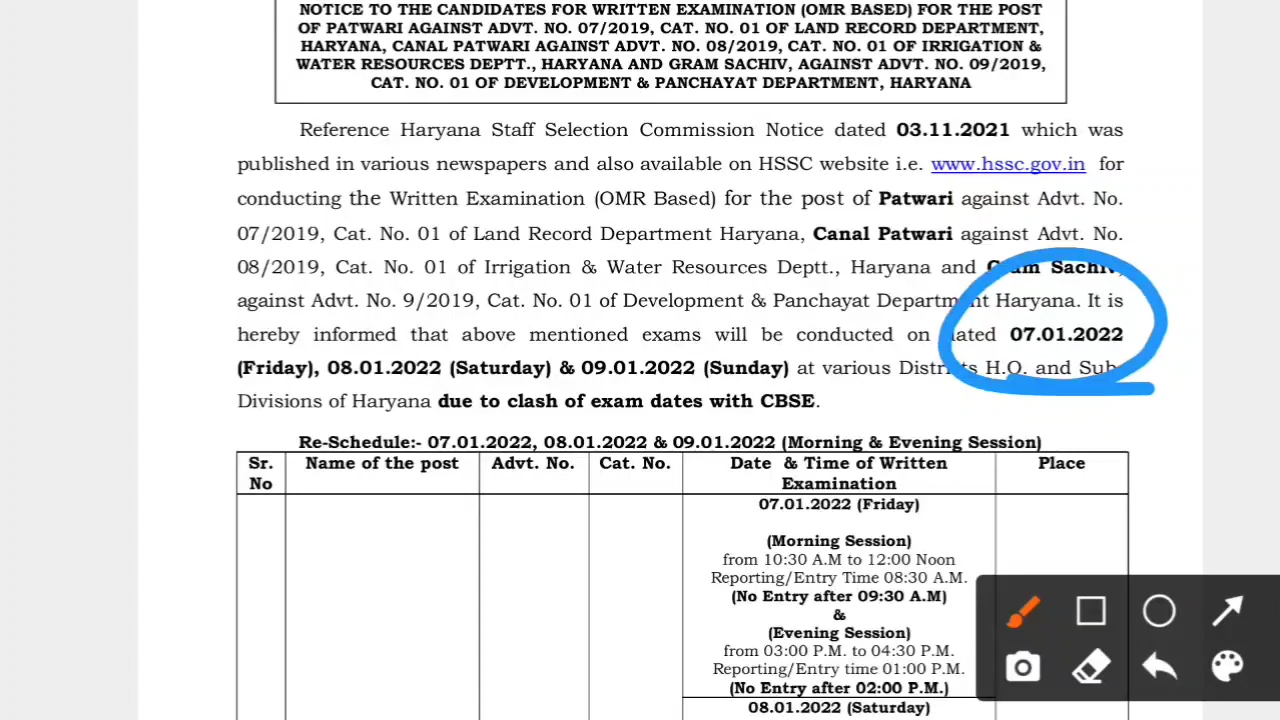 NOTICE TO THE CANDIDATES FOR WRITTEN EXAMINATION (OMR BASED) FOR THE POST
OF PATWARI AGAINST ADVT. NO. 07/2019, CAT. NO. 01 OF LAND RECORD DEPARTMENT,
HARYANA, CANAL PATWARI AGAINST ADVT. NO. 08/2019, CAT. NO. 01 OF IRRIGATION &
WATER RESOURCES DEPTT., HARYANA AND GRAM SACHIV, AGAINST ADVT. NO. 09/2019,
CAT. NO. 01 OF DEVELOPMENT & PANCHAYAT DEPARTMENT, HARYANA
Reference Haryana Staff Selection Commission Notice dated 03.11.2021 which was
published in various newspapers and also available on HSSC website i.e. www.hssc.gov.in for
conducting the Written Examination (OMR Based) for the post of Patwari against Advt. No.
07/2019, Cat. No. 01 of Land Record Department Haryana, Canal Patwari against Advt. No.
08/2019, Cat. No. 01 of Irrigation & Water Resources Deptt., Haryana and Gram Sachiv,
against Advt. No. 9/2019, Cat. No. 01 of Development & Panchayat Department Haryana. It is
hereby informed that above mentioned exams will be conducted on dated 07.01.2022
(Friday), 08.01.2022 (Saturday) & 09.01.2022 (Sunday) at various Districts H.Q. and Sub-
Divisions of Haryana due to clash of exam dates with CBSE.
Re-Schedule:- 07.01.2022, 08.01.2022 & 09.01.2022 (Morning & Evening Session)
Sr. No Name of the post Advt. No. Cat. No. Date & Time of Written Examination Place
07.01.2022 (Friday)
(Morning Session)
from 10:30 A.M to 12:00 Noon
Reporting/Entry Time 08:30 A.M.
(No Entry after 09:30 A.M)
&
(Evening Session)
from 03:00 P.M. to 04:30 P.M.
Reporting/Entry time 01:00 P.M.
(No Entry after 02:00 P.M.)
08.01.2022 (Saturday)